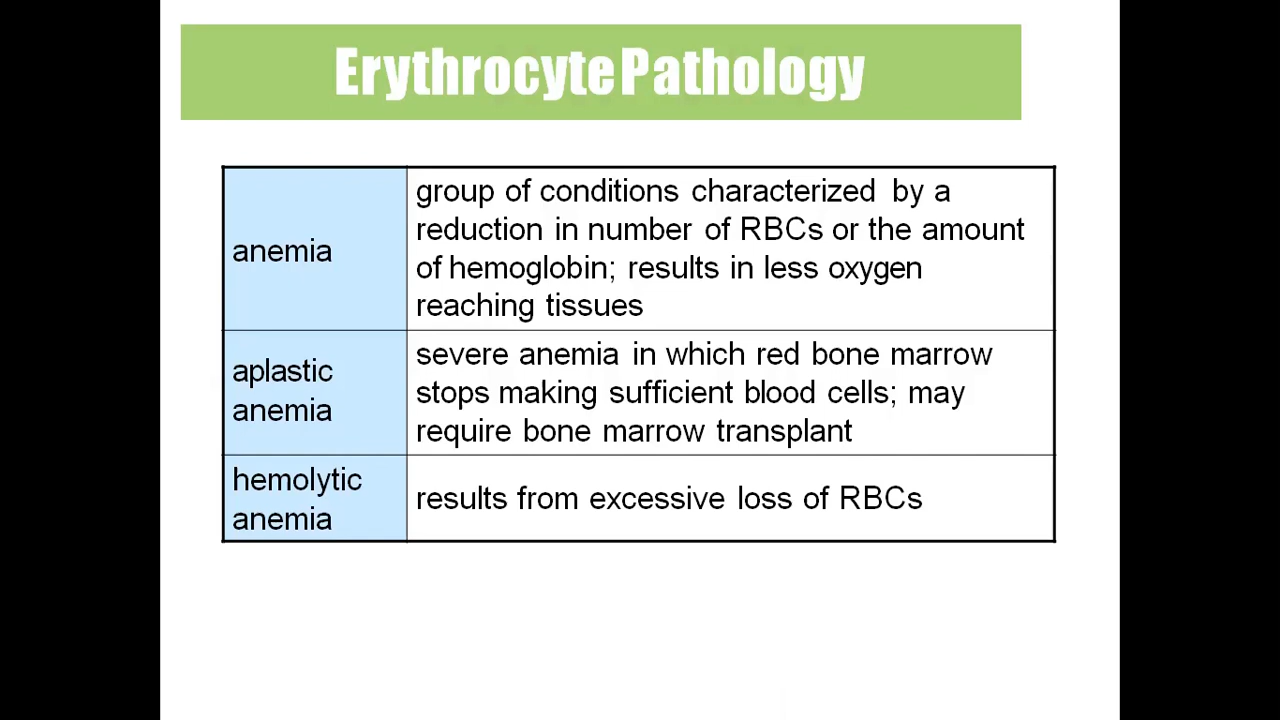 Erythrocyte Pathology
anemia
group of conditions characterized by a
reduction in number of RBCs or the amount
of hemoglobin; results in less oxygen
reaching tissues
aplastic
anemia
severe anemia in which red bone marrow
stops making sufficient blood cells; may
require bone marrow transplant
hemolytic
anemia
results from excessive loss of RBCs